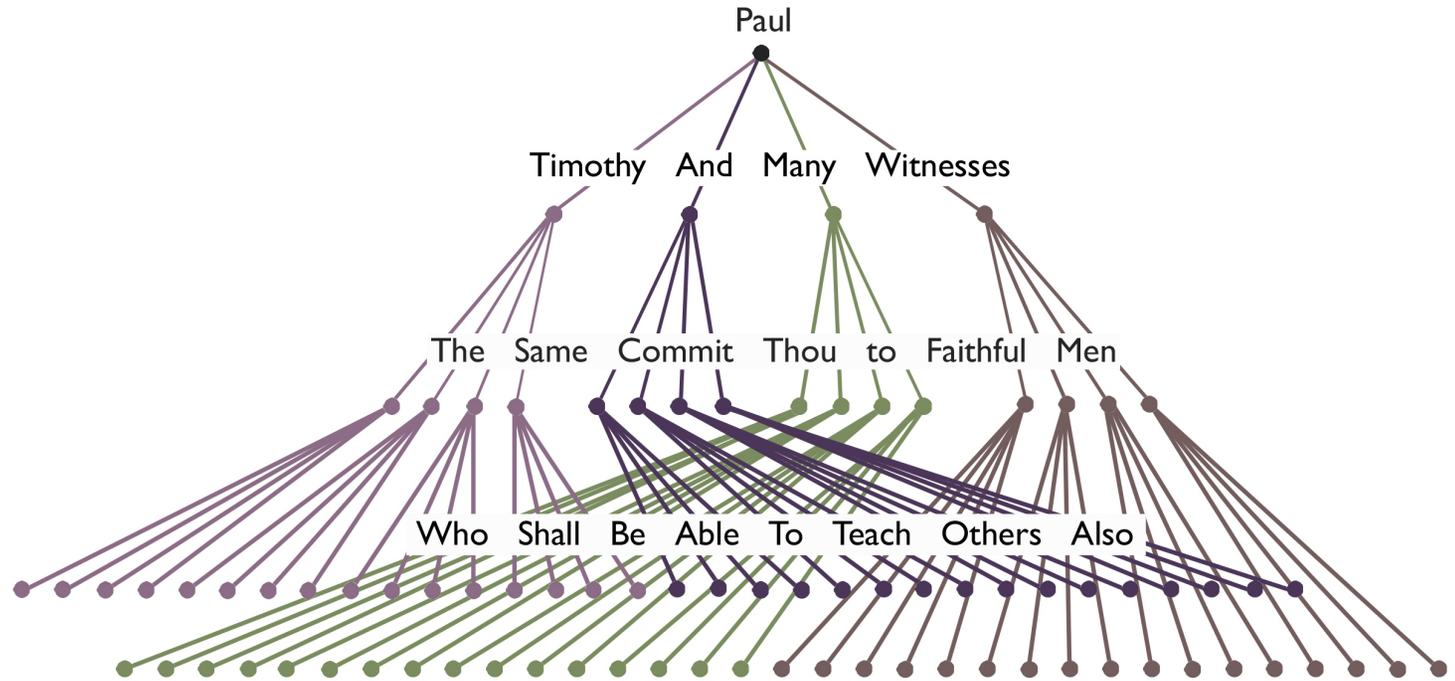 Paul
Timothy And Many Witnesses
The Same Commit Thou to Faithful Men
Who Shall Be Able To Teach Others Also